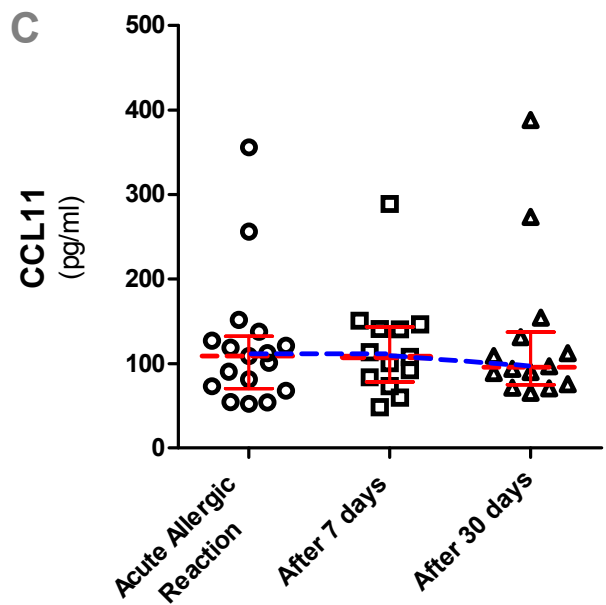 C
CCL11
(pg/ml)
500
400
300
200
100
0
Acute Allergic
Reaction
After 7 days
After 30 days